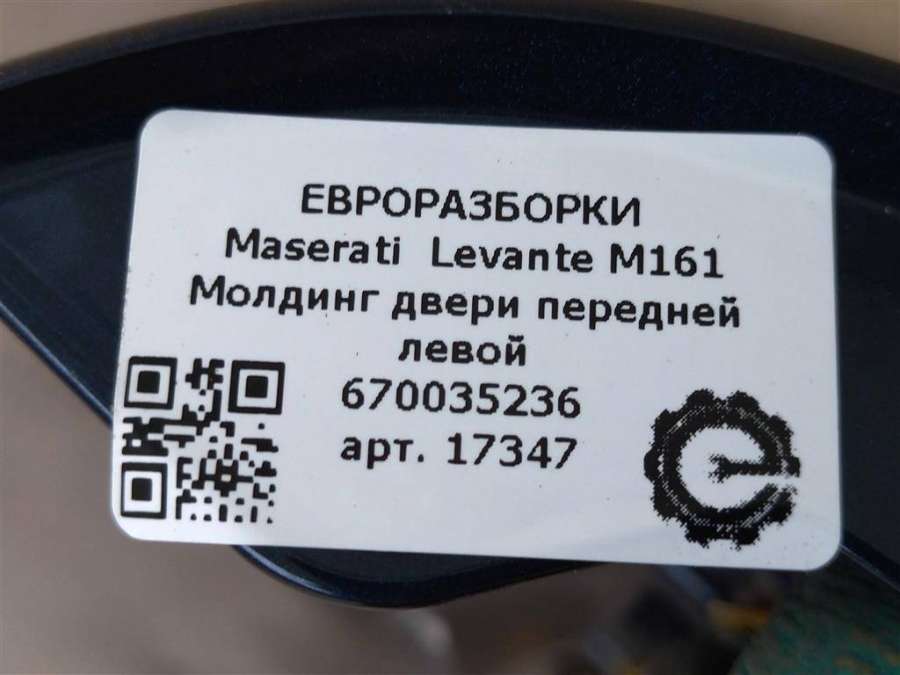 ЕВРОРАЗБОРКИ
Maserati Levante M161
Молдинг двери передней
левой
670035236
арт. 17347